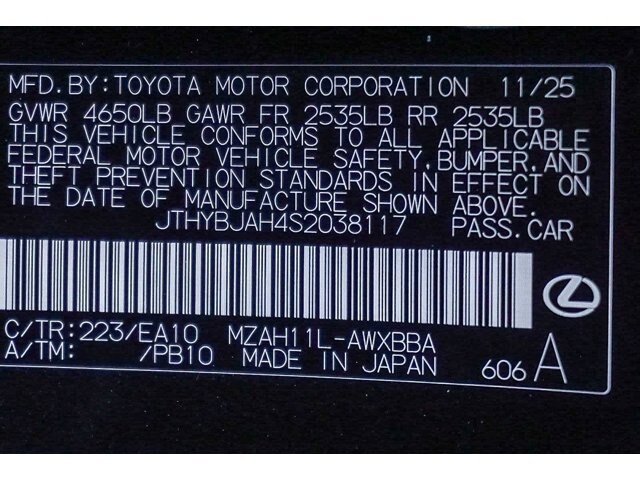 MFD. BY: TOYOTA MOTOR CORPORATION 11/25
GVWR 4650LB GAWR FR 2535LB RR 2535LB
THIS VEHICLE CONFORMS TO ALL APPLICABLE
FEDERAL MOTOR VEHICLE SAFETY, BUMPER, AND
THEFT PREVENTION STANDARDS IN EFFECT ON
THE DATE OF MANUFACTURE SHOWN ABOVE.
JTHYBJAH4S2038117 PASS. CAR
C/TR: 223/EA10 MZAH11L-AWXBBA
A/TM: /PB10 MADE IN JAPAN 606 A